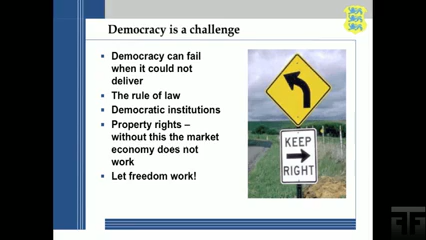 Democracy is a challenge
Democracy can fail
when it could not
deliver
The rule of law
Democratic institutions
Property rights –
without this the market
economy does not
work
Let freedom work!
KEEP
RIGHT